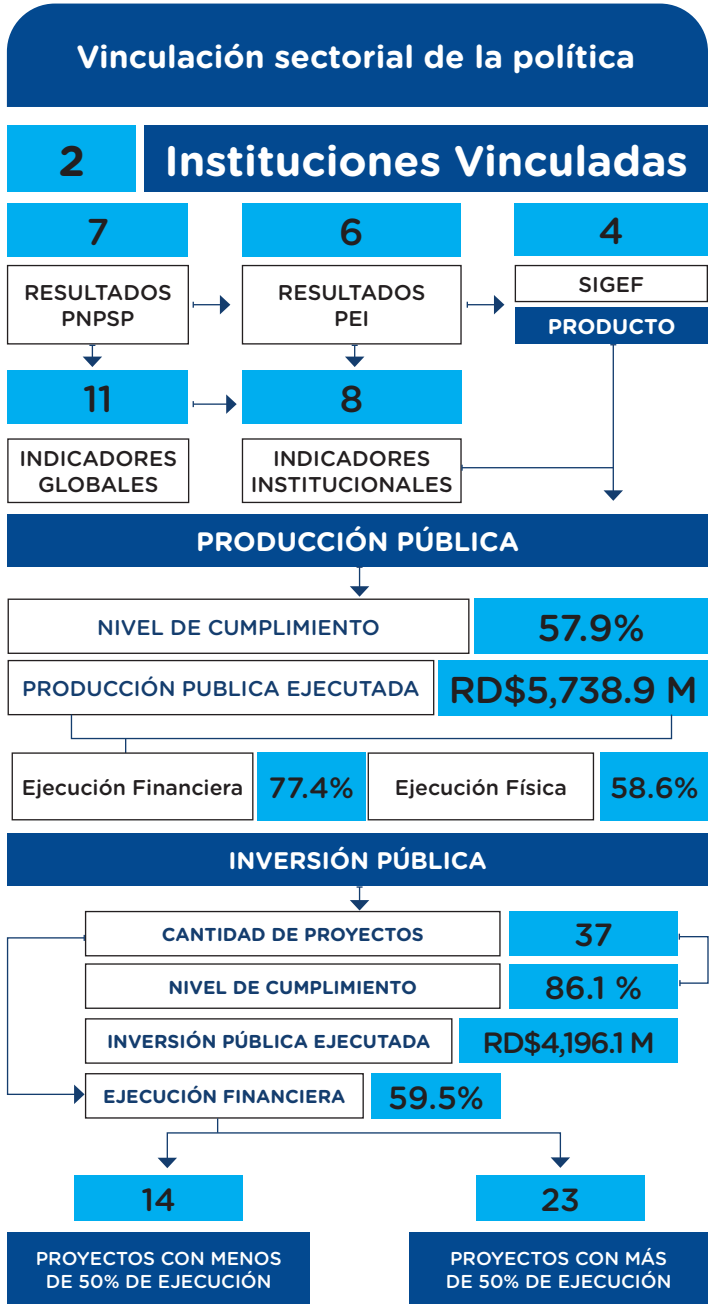 Vinculación sectorial de la política
2
Instituciones Vinculadas
7
6
4
RESULTADOS
PNPSP
RESULTADOS
PEI
SIGEF
PRODUCTO
11
8
INDICADORES
GLOBALES
INDICADORES
INSTITUCIONALES
PRODUCCIÓN PÚBLICA
NIVEL DE CUMPLIMIENTO
57.9%
PRODUCCIÓN PUBLICA EJECUTADA
RD$5,738.9 M
Ejecución Financiera
77.4%
Ejecución Física
58.6%
INVERSIÓN PÚBLICA
CANTIDAD DE PROYECTOS
37
NIVEL DE CUMPLIMIENTO
86.1 %
INVERSIÓN PÚBLICA EJECUTADA
RD$4,196.1 M
EJECUCIÓN FINANCIERA
59.5%
14
23
PROYECTOS CON MENOS
DE 50% DE EJECUCIÓN
PROYECTOS CON MÁS
DE 50% DE EJECUCIÓN